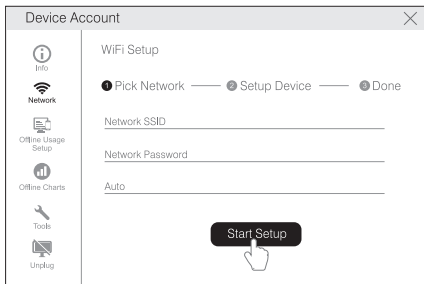 Device Account
Info
Network
Offline Usage
Setup
Offline Charts
Tools
Unplug
WiFi Setup
1 Pick Network
2 Setup Device
3 Done
Network SSID
Network Password
Auto
Start Setup